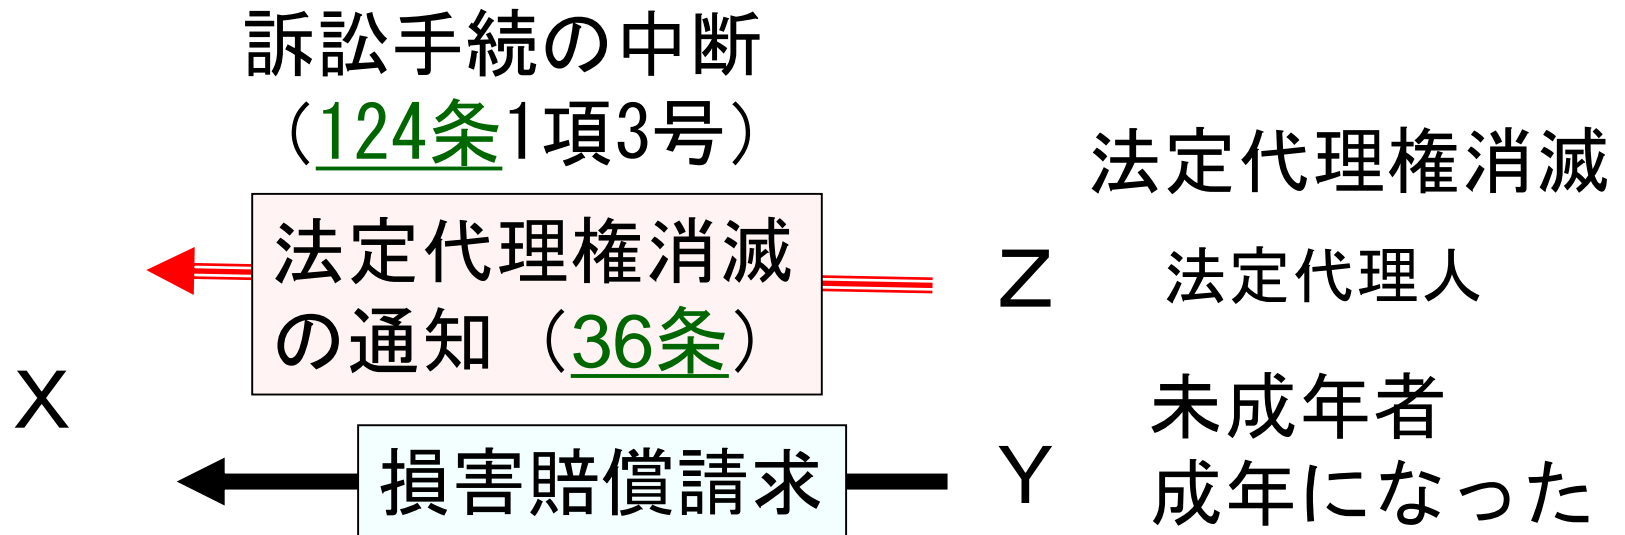 訴訟手続の中断
（124条1項3号）
法定代理権消滅
法定代理権消滅
の通知（36条）
Z
法定代理人
X
未成年者
成年になった
Y
損害賠償請求